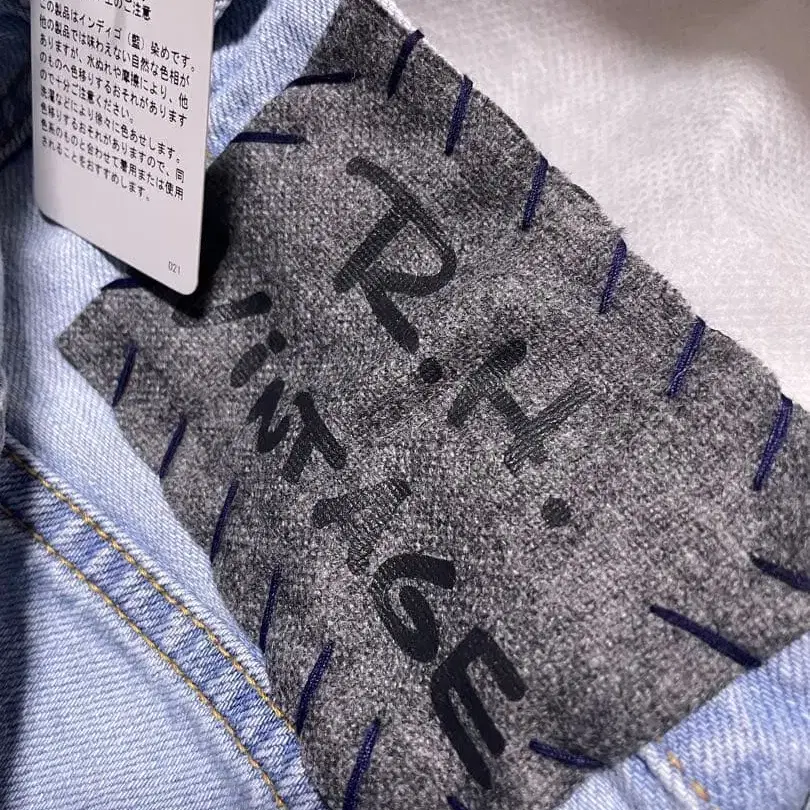 上のご注意
この製品はインディゴ（藍）染めです。
他の製品では味わえない自然な色相が
ありますが、水ぬれや摩擦により、他
のものへ色移りするおそれがあります
ので十分ご注意ください。
洗濯などにより徐々に色あせします。
色移りするおそれがありますので、同
色系のものと合わせて着用または使用
されることをおすすめします。
021
R.H.
VINTAGE